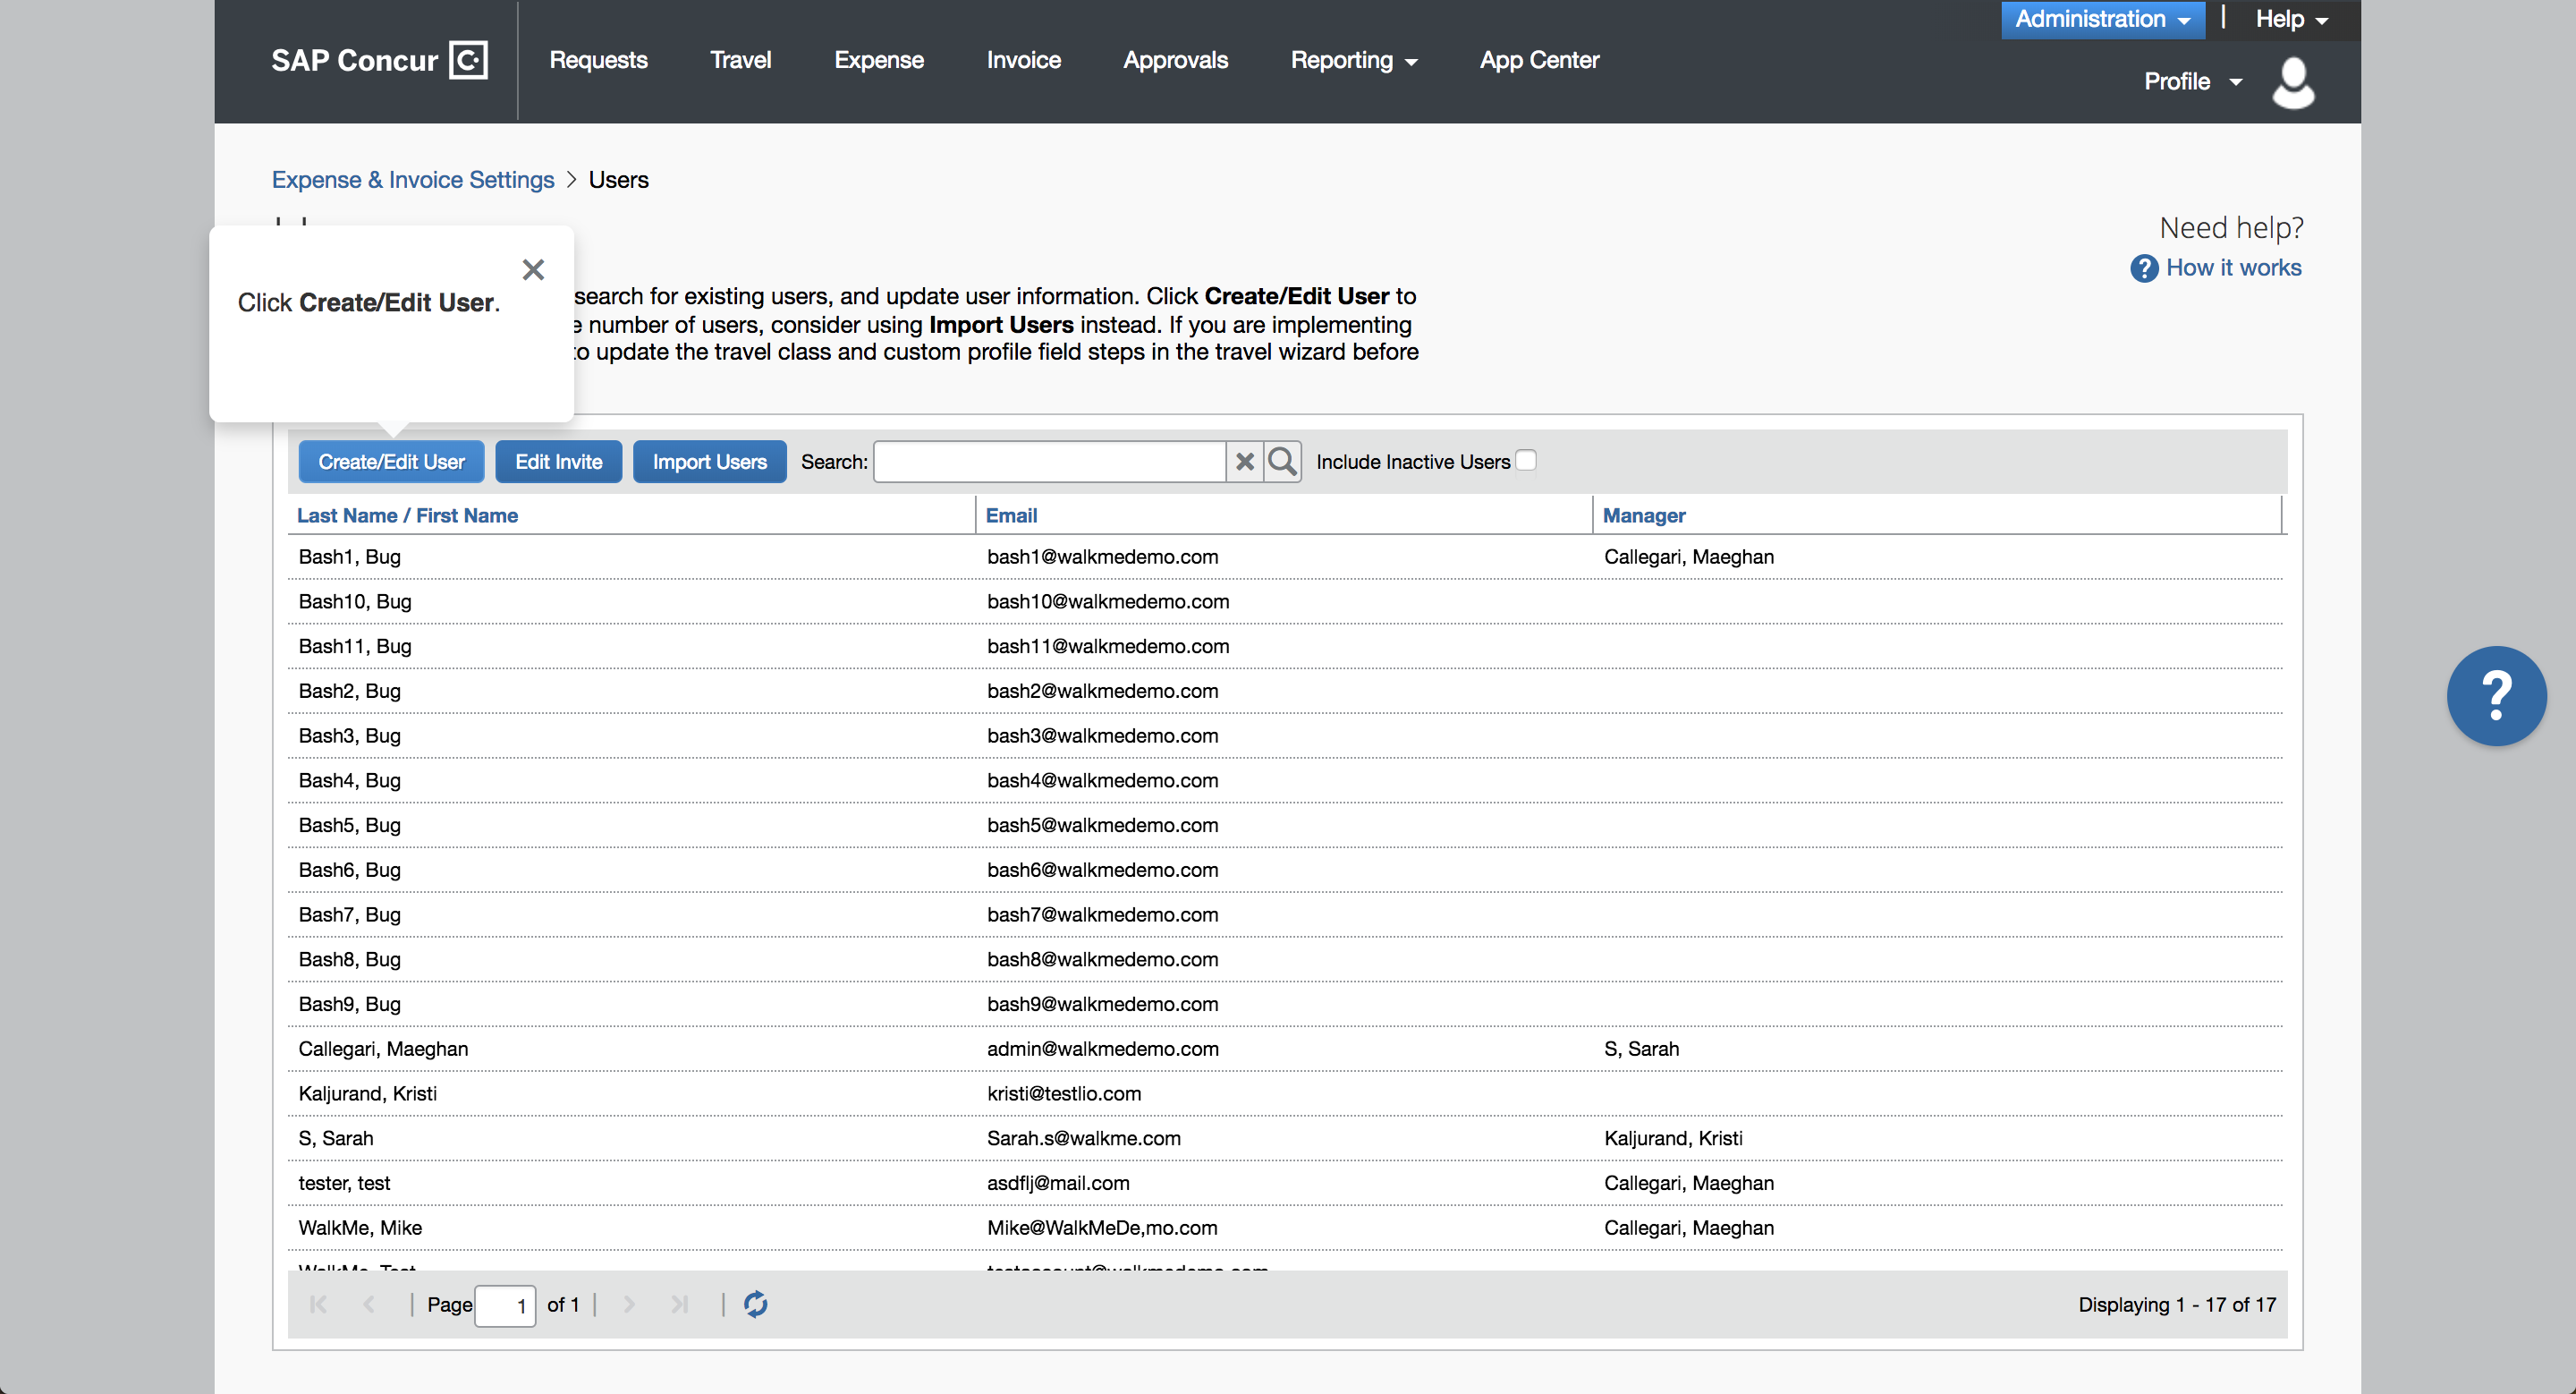 Administration | Help
SAP Concur C
Requests Travel Expense Invoice Approvals Reporting App Center
Profile
Expense & Invoice Settings > Users
Need help?
? How it works
Click Create/Edit User.
search for existing users, and update user information. Click Create/Edit User to
number of users, consider using Import Users instead. If you are implementing
to update the travel class and custom profile field steps in the travel wizard before
Create/Edit User Edit Invite Import Users Search: Include Inactive Users
Last Name / First Name Email Manager
Bash1, Bug bash1@walkmedemo.com Callegari, Maeghan
Bash10, Bug bash10@walkmedemo.com
Bash11, Bug bash11@walkmedemo.com
Bash2, Bug bash2@walkmedemo.com
Bash3, Bug bash3@walkmedemo.com
Bash4, Bug bash4@walkmedemo.com
Bash5, Bug bash5@walkmedemo.com
Bash6, Bug bash6@walkmedemo.com
Bash7, Bug bash7@walkmedemo.com
Bash8, Bug bash8@walkmedemo.com
Bash9, Bug bash9@walkmedemo.com
Callegari, Maeghan admin@walkmedemo.com S, Sarah
Kaljurand, Kristi kristi@testlio.com
S, Sarah Sarah.s@walkme.com Kaljurand, Kristi
tester, test asdflj@mail.com Callegari, Maeghan
WalkMe, Mike Mike@WalkMeDe,mo.com Callegari, Maeghan
WalkMe, Test testaccount@walkmedemo.com
| Page 1 of 1 | | Displaying 1 - 17 of 17
?